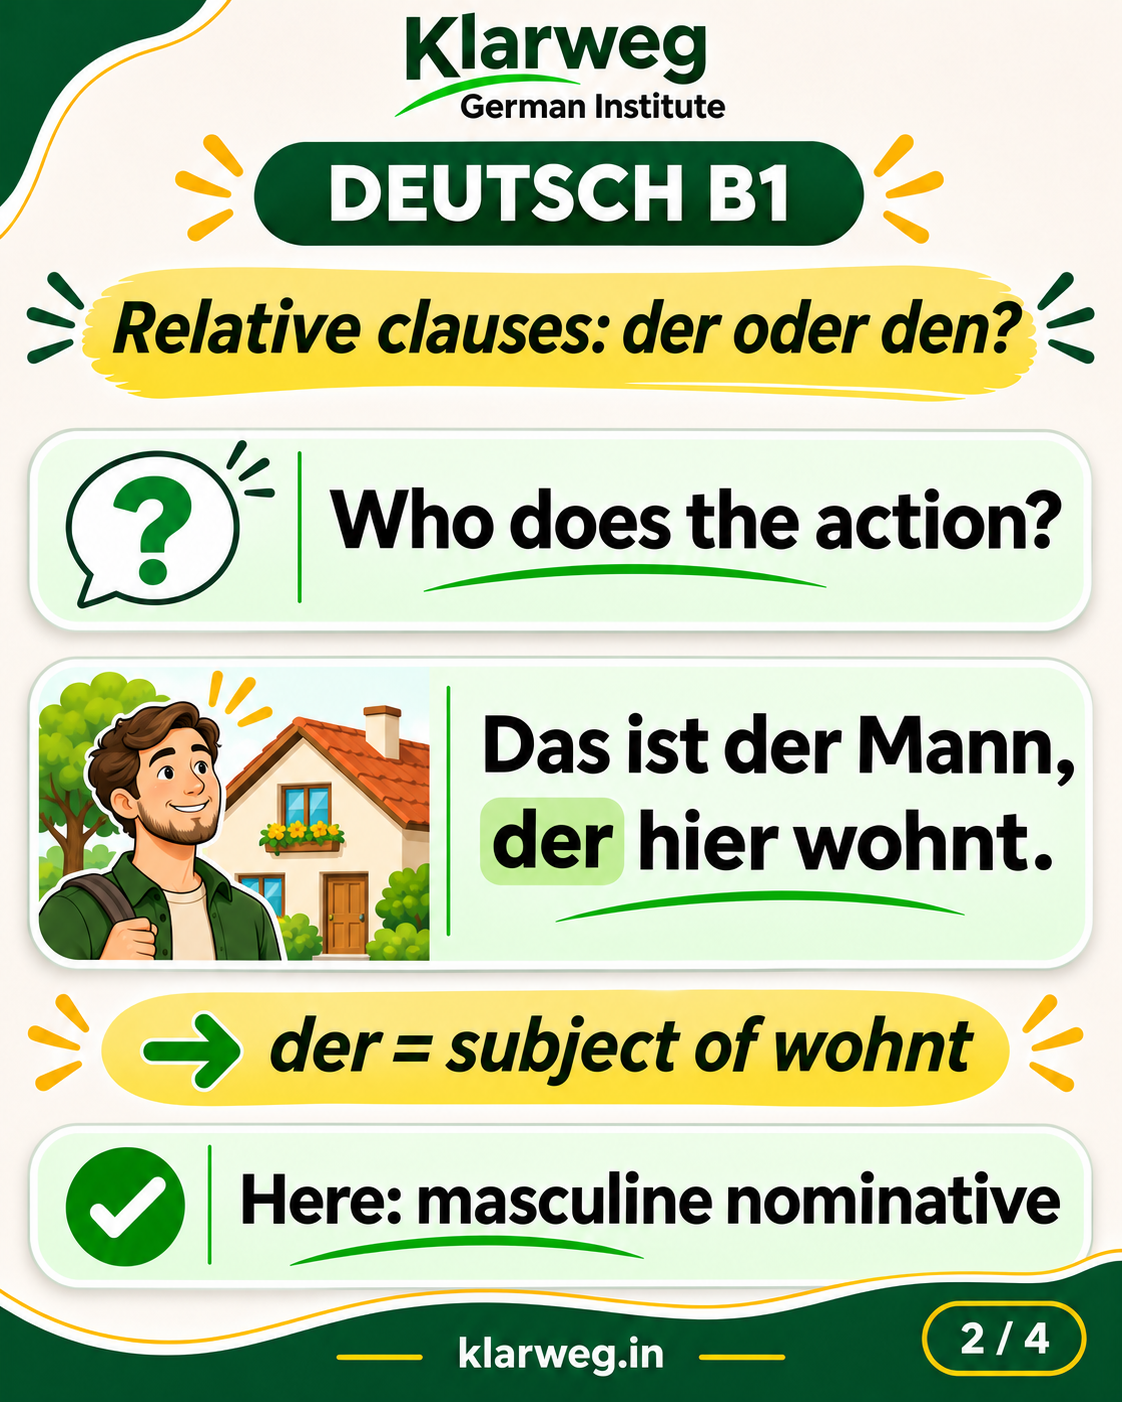 Klarweg
German Institute
DEUTSCH B1
Relative clauses: der oder den?
?
Who does the action?
Das ist der Mann,
der hier wohnt.
der = subject of wohnt
Here: masculine nominative
klarweg.in
2 / 4